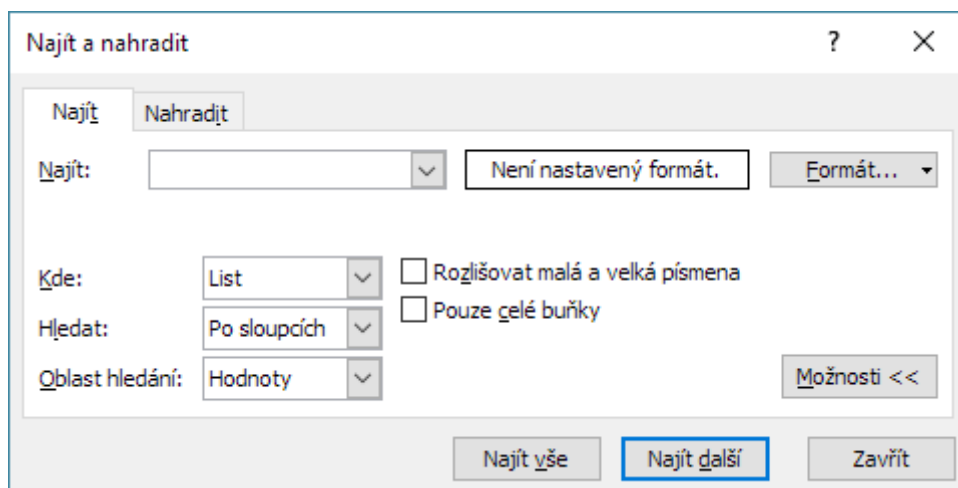 Najít a nahradit ?
Najít Nahradit
Najít: Není nastavený formát. Formát...
Kde: List Rozlišovat malá a velká písmena
Hledat: Po sloupcích Pouze celé buňky
Oblast hledání: Hodnoty Možnosti <<
Najít vše Najít další Zavřít